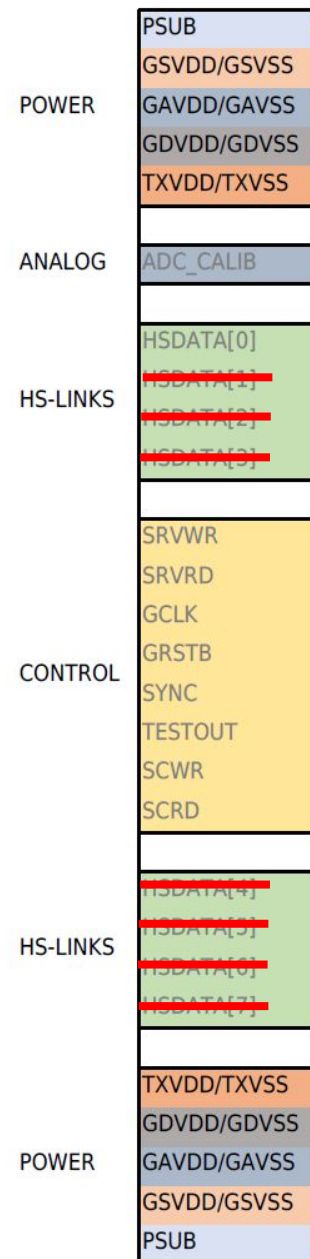 PSUB
GSVDD/GSVSS
POWER GAVDD/GAVSS
GDVDD/GDVSS
TXVDD/TXVSS
ANALOG ADC_CALIB
HSDATA[0]
HSDATA[1]
HS-LINKS
HSDATA[2]
HSDATA[3]
SRVWR
SRVRD
GCLK
GRSTB
CONTROL
SYNC
TESTOUT
SCWR
SCRD
HSDATA[4]
HSDATA[5]
HS-LINKS
HSDATA[6]
HSDATA[7]
TXVDD/TXVSS
GDVDD/GDVSS
POWER GAVDD/GAVSS
GSVDD/GSVSS
PSUB